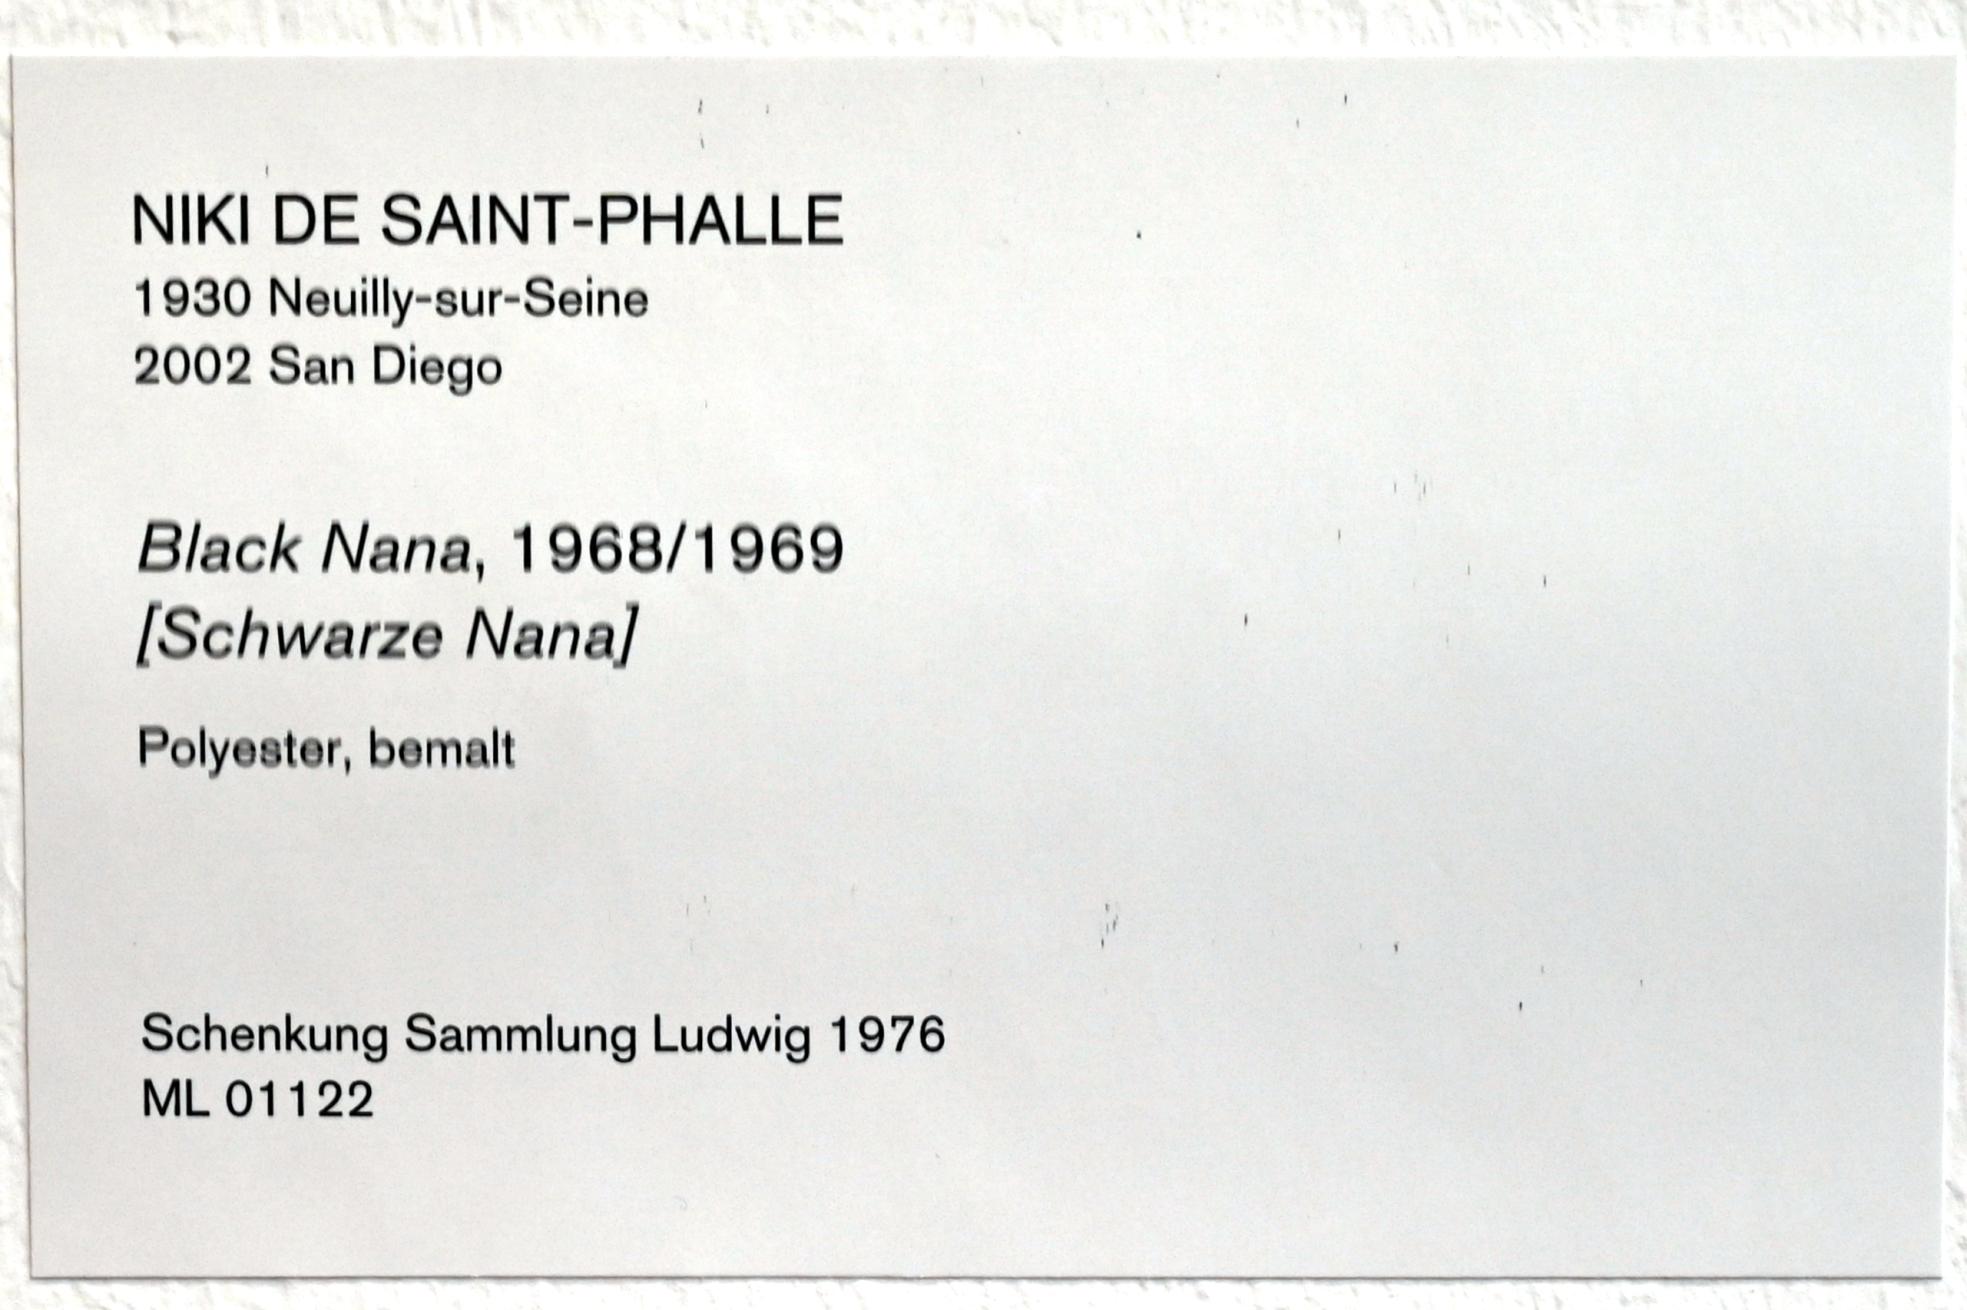 NIKI DE SAINT-PHALLE
1930 Neuilly-sur-Seine
2002 San Diego
Black Nana, 1968/1969
[Schwarze Nana]
Polyester, bemalt
Schenkung Sammlung Ludwig 1976
ML 01122